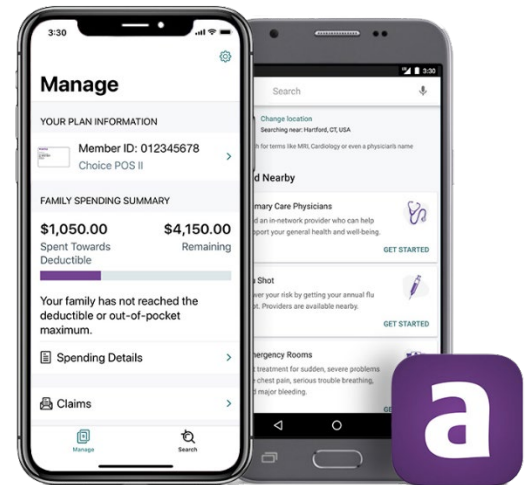 3:30
Manage
YOUR PLAN INFORMATION
Member ID: 012345678
Choice POS II
FAMILY SPENDING SUMMARY
$1,050.00 $4,150.00
Spent Towards Remaining
Deductible
Your family has not reached the
deductible or out-of-pocket
maximum.
Spending Details
Claims
Manage Search
3:30
Search
Change location
Searching near: Hartford, CT, USA
for terms like MRI, Cardiology or even a physician's name
Nearby
Care Physicians
an in-network provider who can help
your general health and well-being.
GET STARTED
Shot
your risk by getting your annual flu
Providers are available nearby.
GET STARTED
Rooms
treatment for sudden, severe problems
chest pain, serious trouble breathing,
major bleeding.
a